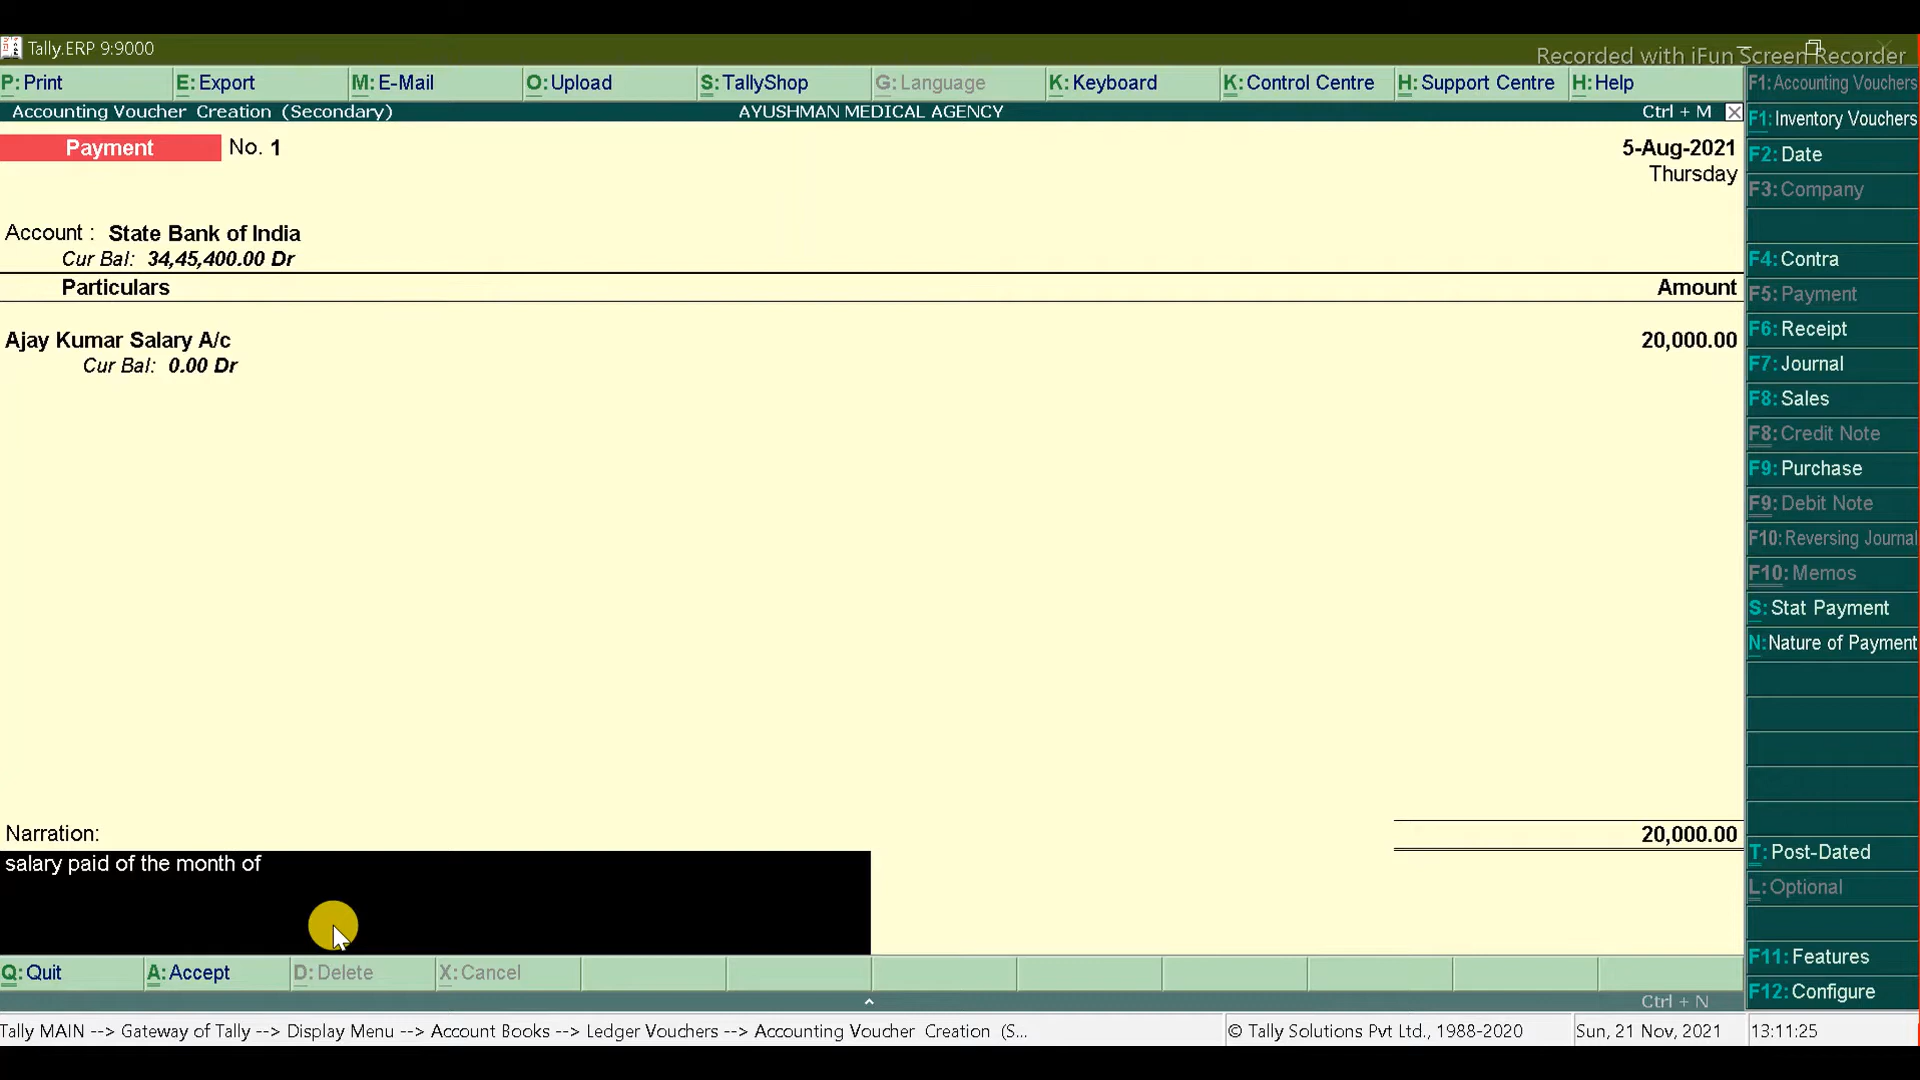 Tally.ERP 9:9000
Recorded with iFun Screen Recorder
P: Print E: Export M: E-Mail O: Upload S: TallyShop G: Language K: Keyboard K: Control Centre H: Support Centre H: Help
Accounting Voucher Creation (Secondary) AYUSHMAN MEDICAL AGENCY Ctrl + M
Payment No. 1 5-Aug-2021
Thursday
Account : State Bank of India
Cur Bal: 34,45,400.00 Dr
Particulars Amount
Ajay Kumar Salary A/c 20,000.00
Cur Bal: 0.00 Dr
Narration: 20,000.00
salary paid of the month of
F1: Accounting Vouchers
F1: Inventory Vouchers
F2: Date
F3: Company
F4: Contra
F5: Payment
F6: Receipt
F7: Journal
F8: Sales
F8: Credit Note
F9: Purchase
F9: Debit Note
F10: Reversing Journal
F10: Memos
S: Stat Payment
N: Nature of Payment
T: Post-Dated
L: Optional
F11: Features
F12: Configure
Q: Quit A: Accept D: Delete X: Cancel
Ctrl + N
Tally MAIN --> Gateway of Tally --> Display Menu --> Account Books --> Ledger Vouchers --> Accounting Voucher Creation (S... © Tally Solutions Pvt Ltd., 1988-2020 Sun, 21 Nov, 2021 13:11:25